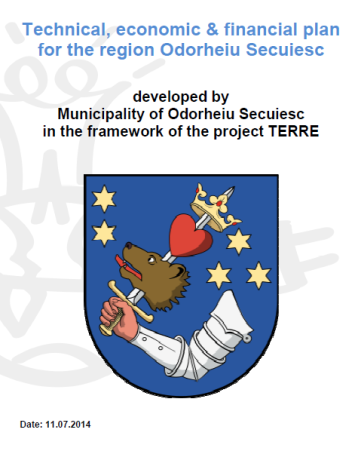 Technical, economic & financial plan
for the region Odorheiu Secuiesc
developed by
Municipality of Odorheiu Secuiesc
in the framework of the project TERRE
Date: 11.07.2014